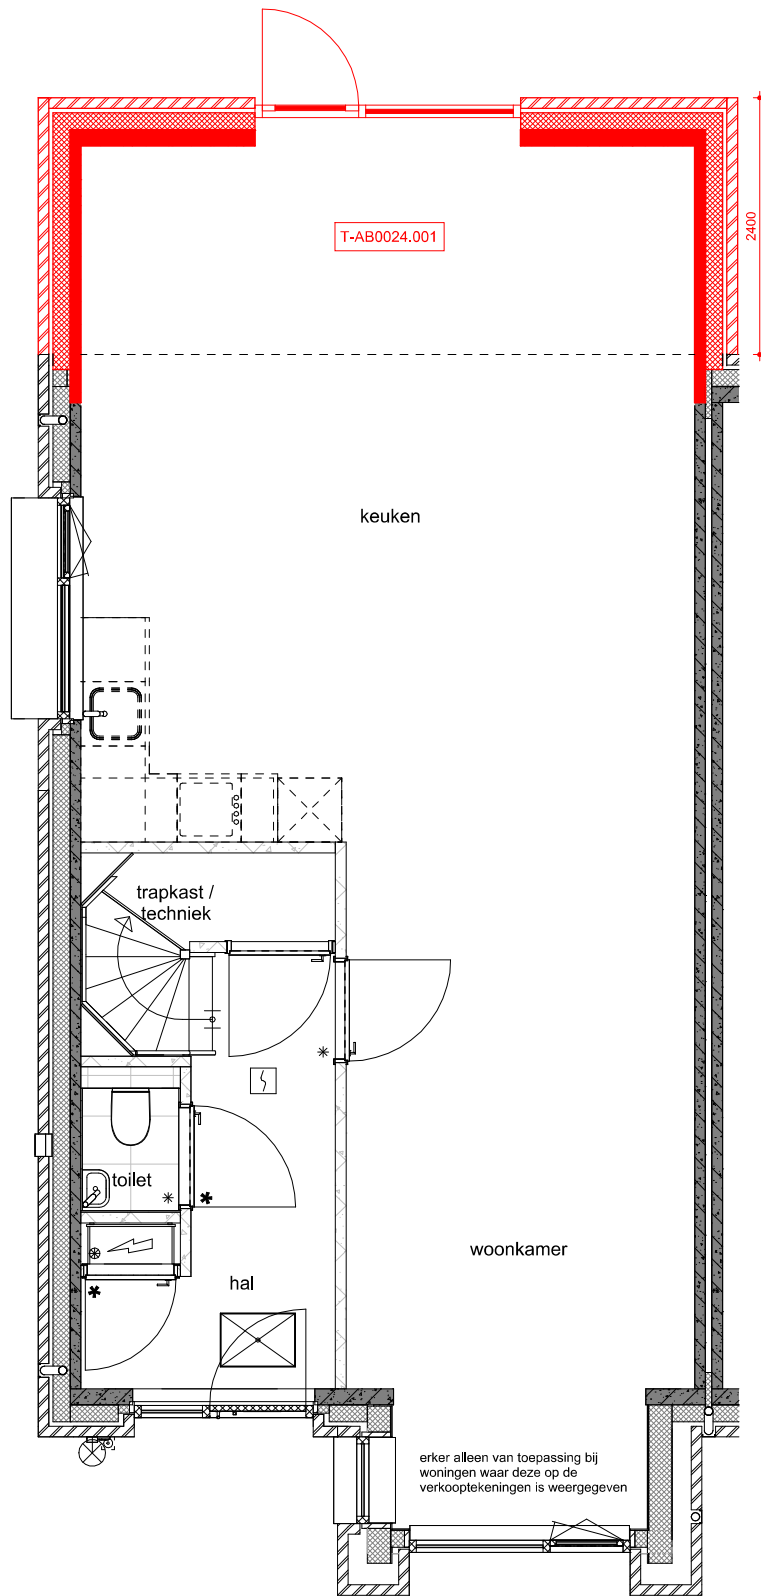 T-AB0024.001
2400
keuken
trapkast /
techniek
toilet
woonkamer
hal
erker alleen van toepassing bij
woningen waar deze op de
verkooptekeningen is weergegeven